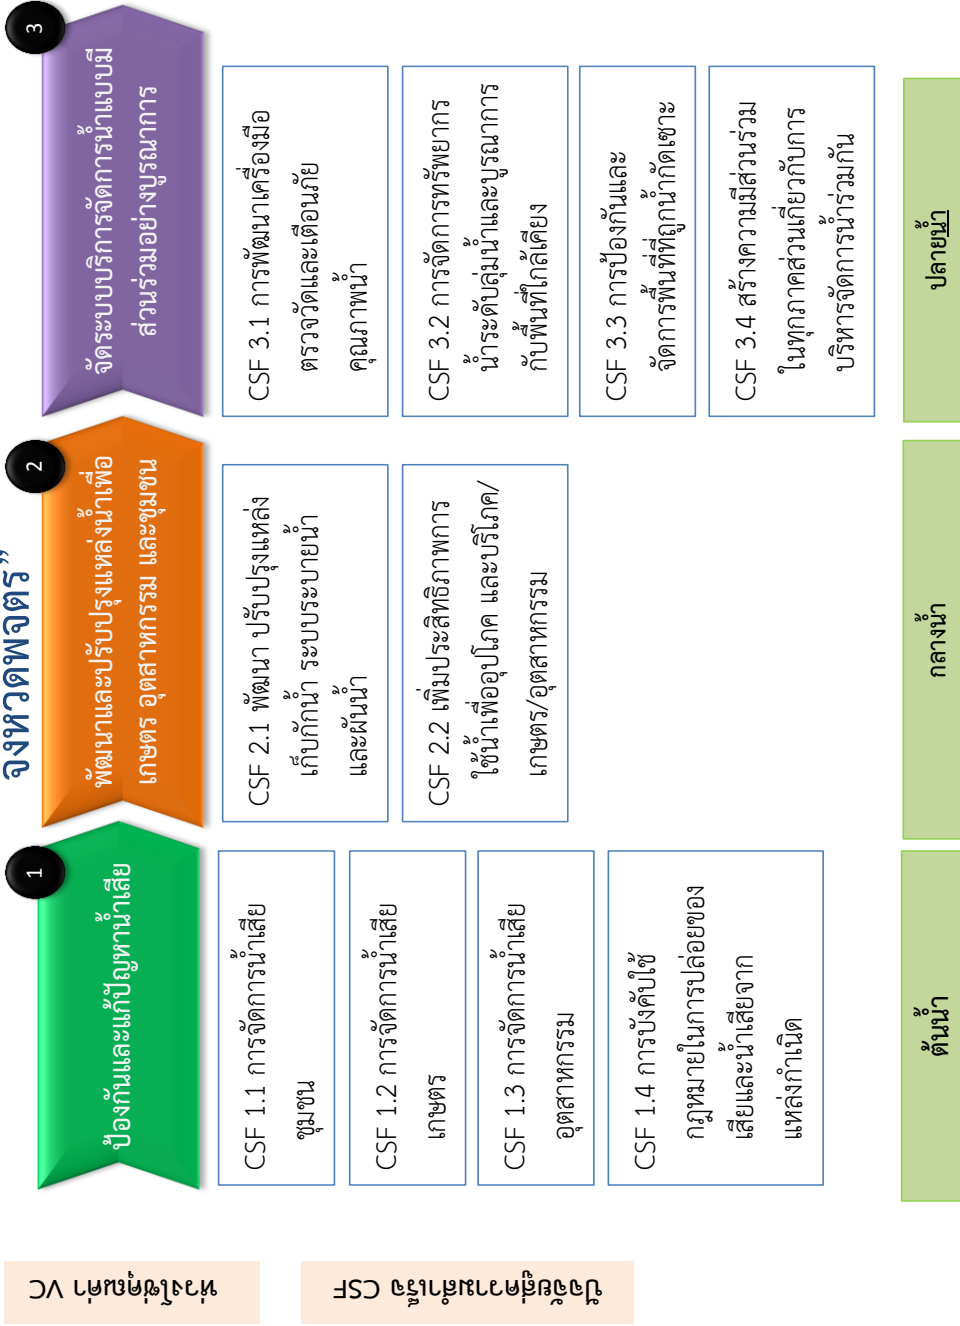 จังหวัดพิจิตร”
1
ป้องกันและแก้ปัญหาน้ำเสีย
2
พัฒนาและปรับปรุงแหล่งน้ำเพื่อ
เกษตร อุตสาหกรรม และชุมชน
3
จัดระบบบริการจัดการน้ำแบบมี
ส่วนร่วมอย่างบูรณาการ
ห่วงโซ่คุณค่า VC
ปัจจัยสู่ความสำเร็จ CSF
CSF 1.1 การจัดการน้ำเสีย
ชุมชน
CSF 1.2 การจัดการน้ำเสีย
เกษตร
CSF 1.3 การจัดการน้ำเสีย
อุตสาหกรรม
CSF 1.4 การบังคับใช้
กฎหมายในการปล่อยของ
เสียและน้ำเสียจาก
แหล่งกำเนิด
CSF 2.1 พัฒนา ปรับปรุงแหล่ง
เก็บกักน้ำ ระบบระบายน้ำ
และผันน้ำ
CSF 2.2 เพิ่มประสิทธิภาพการ
ใช้น้ำเพื่ออุปโภค และบริโภค/
เกษตร/อุตสาหกรรม
CSF 3.1 การพัฒนาเครื่องมือ
ตรวจวัดและเตือนภัย
คุณภาพน้ำ
CSF 3.2 การจัดการทรัพยากร
น้ำระดับลุ่มน้ำและบูรณาการ
กับพื้นที่ใกล้เคียง
CSF 3.3 การป้องกันและ
จัดการพื้นที่ที่ถูกน้ำกัดเซาะ
CSF 3.4 สร้างความมีส่วนร่วม
ในทุกภาคส่วนเกี่ยวกับการ
บริหารจัดการน้ำร่วมกัน
ต้นน้ำ
กลางน้ำ
ปลายน้ำ